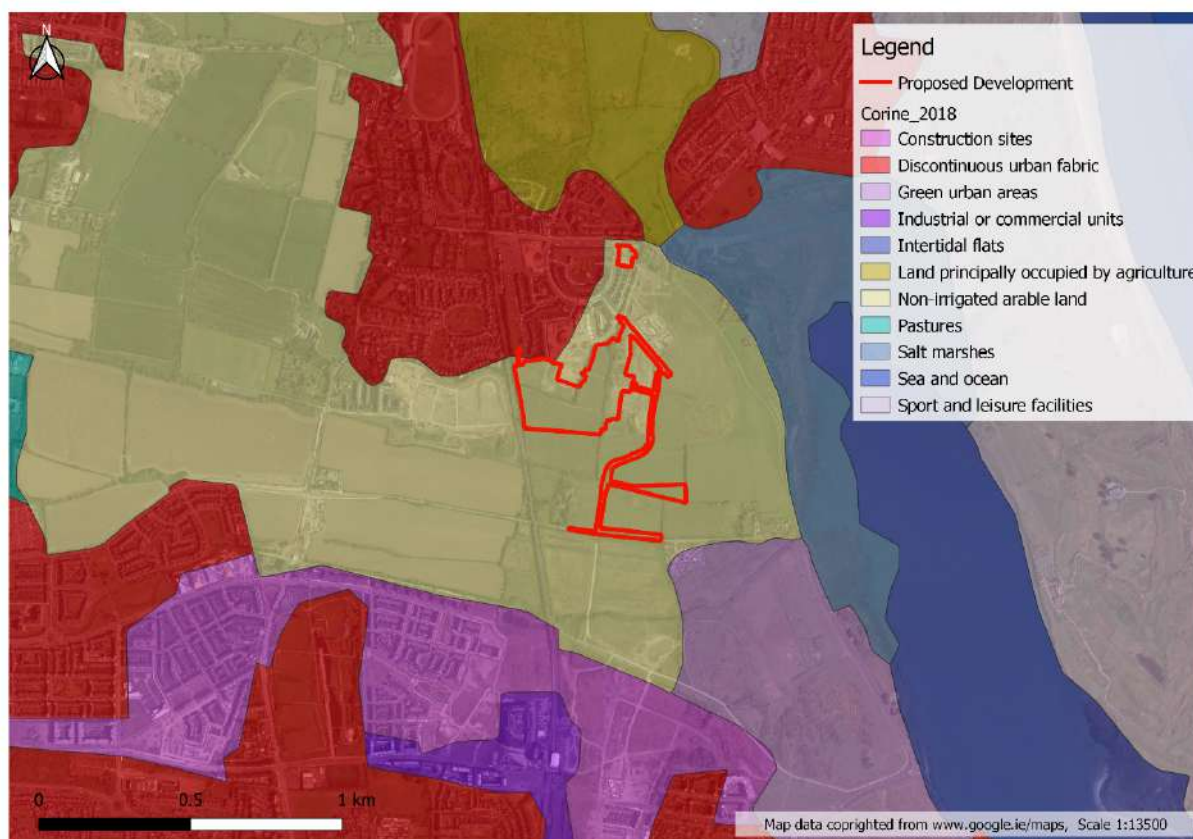 N
Legend
Proposed Development
Corine_2018
Construction sites
Discontinuous urban fabric
Green urban areas
Industrial or commercial units
Intertidal flats
Land principally occupied by agriculture
Non-irrigated arable land
Pastures
Salt marshes
Sea and ocean
Sport and leisure facilities
0 0.5 1 km
Map data coprighted from www.google.ie/maps, Scale 1:13500